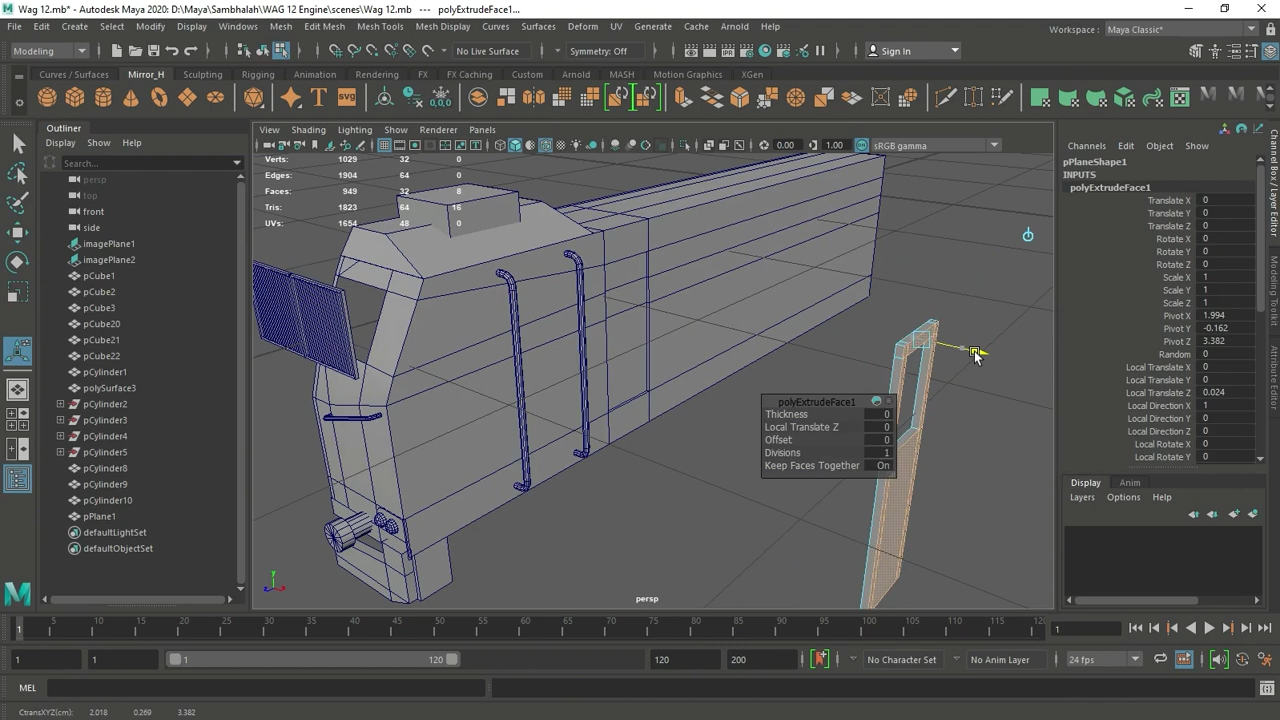 Wag 12.mb* - Autodesk Maya 2020: D:\Maya\Sambhalah\WAG 12 Engine\scenes\Wag 12.mb --- polyExtrudeFace1...
File Edit Create Select Modify Display Windows Mesh Edit Mesh Mesh Tools Mesh Display Curves Surfaces Deform UV Generate Cache Arnold Help
Workspace : Maya Classic*
Modeling No Live Surface Symmetry: Off Sign In
Curves / Surfaces Mirror_H Sculpting Rigging Animation Rendering FX FX Caching Custom Arnold MASH Motion Graphics XGen
Outliner
Display Show Help
Search...
persp
top
front
side
imagePlane1
imagePlane2
pCube1
pCube2
pCube3
pCube20
pCube21
pCube22
pCylinder1
polySurface3
pCylinder2
pCylinder3
pCylinder4
pCylinder5
pCylinder8
pCylinder9
pCylinder10
pPlane1
defaultLightSet
defaultObjectSet
View Shading Lighting Show Renderer Panels
0.00 1.00 sRGB gamma
Verts: 1029 32 0
Edges: 1904 64 0
Faces: 949 32 8
Tris: 1823 64 16
UVs: 1654 48 0
polyExtrudeFace1
Thickness 0
Local Translate Z 0
Offset 0
Divisions 1
Keep Faces Together On
y
persp
Channels Edit Object Show
pPlaneShape1
INPUTS
polyExtrudeFace1
Translate X 0
Translate Y 0
Translate Z 0
Rotate X 0
Rotate Y 0
Rotate Z 0
Scale X 1
Scale Y 1
Scale Z 1
Pivot X 1.994
Pivot Y -0.162
Pivot Z 3.382
Random 0
Local Translate X 0
Local Translate Y 0
Local Translate Z 0.024
Local Direction X 1
Local Direction Y 0
Local Direction Z 0
Local Rotate X 0
Local Rotate Y 0
Display Anim
Layers Options Help
Channel Box / Layer Editor
Modeling Toolkit
Attribute Editor
1 5 10 15 20 25 30 35 40 45 50 55 60 65 70 75 80 85 90 95 100 105 110 115 120 1
1 1 1 120 120 200 No Character Set No Anim Layer 24 fps
MEL
CtransXYZ(cm): 2.018 0.269 3.382